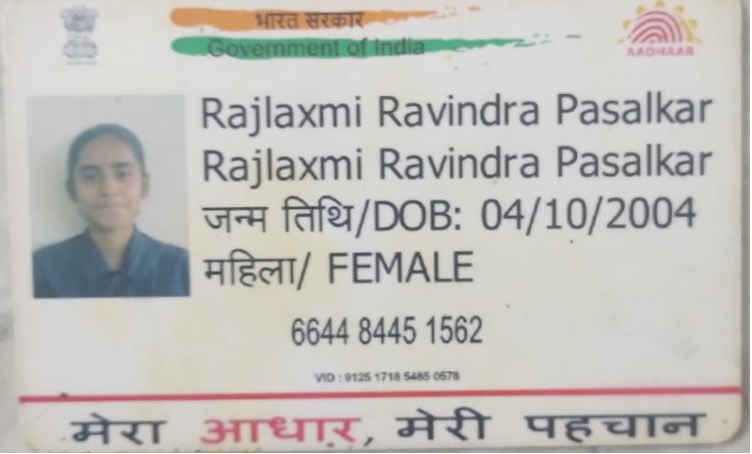 भारत सरकार
Government of India
AADHAAR
Rajlaxmi Ravindra Pasalkar
Rajlaxmi Ravindra Pasalkar
जन्म तिथि/DOB: 04/10/2004
महिला/ FEMALE
6644 8445 1562
VID : 9125 1718 5485 0578
मेरा आधार, मेरी पहचान